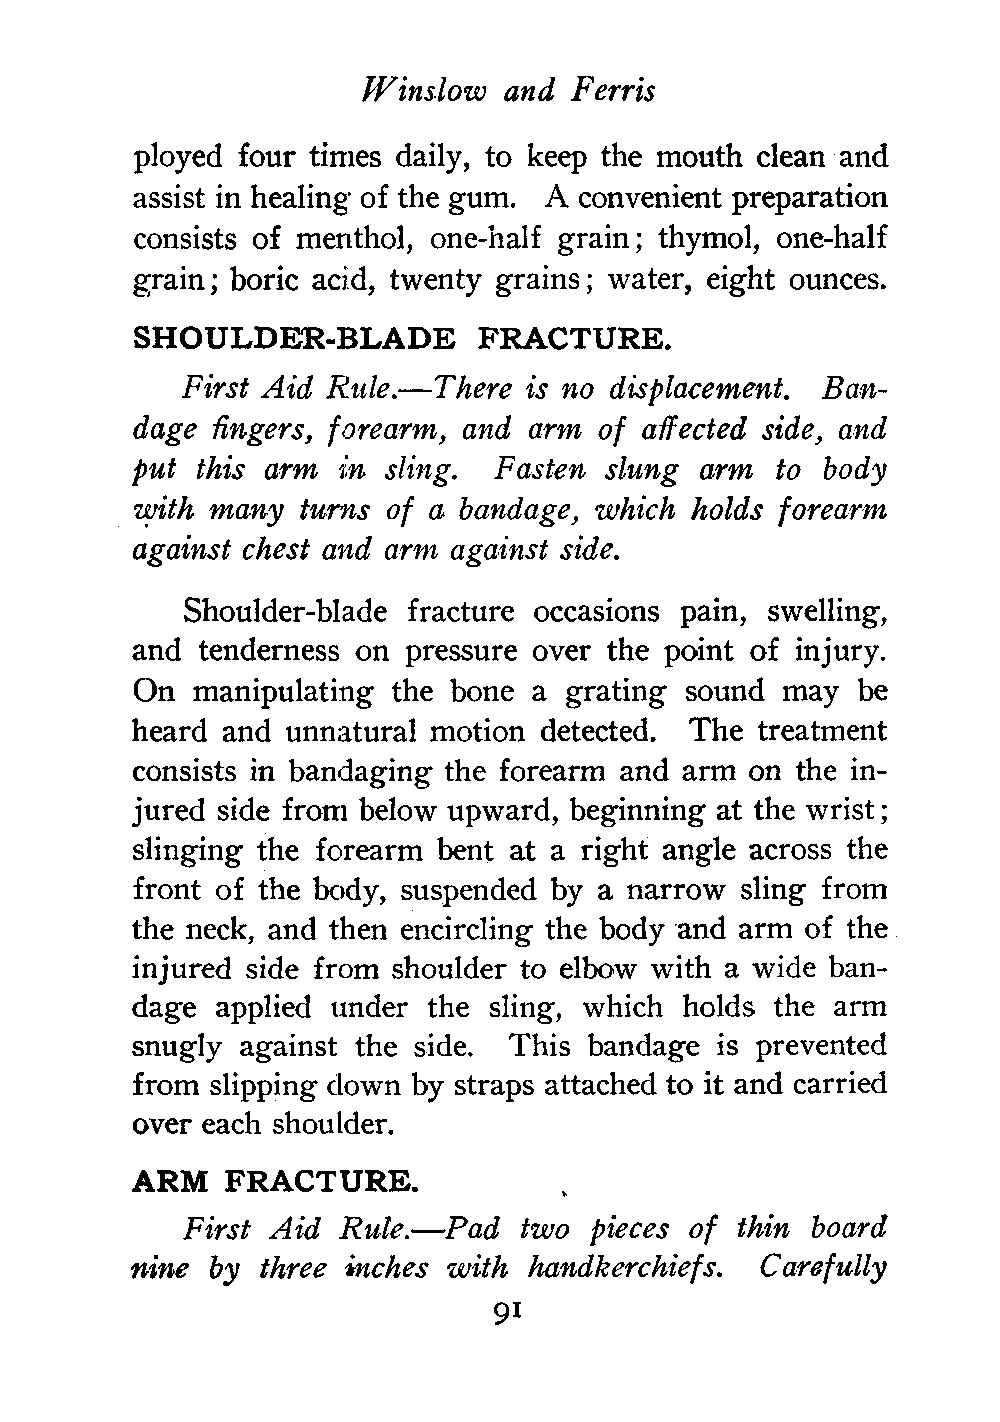 Winslow and Ferris
ployed four times daily, to keep the mouth clean and
assist in healing of the gum. A convenient preparation
consists of menthol, one-half grain; thymol, one-half
grain; boric acid, twenty grains; water, eight ounces.
SHOULDER-BLADE FRACTURE.
First Aid Rule.—There is no displacement. Ban-
dage fingers, forearm, and arm of affected side, and
put this arm in sling. Fasten slung arm to body
with many turns of a bandage, which holds forearm
against chest and arm against side.
Shoulder-blade fracture occasions pain, swelling,
and tenderness on pressure over the point of injury.
On manipulating the bone a grating sound may be
heard and unnatural motion detected. The treatment
consists in bandaging the forearm and arm on the in-
jured side from below upward, beginning at the wrist;
slinging the forearm bent at a right angle across the
front of the body, suspended by a narrow sling from
the neck, and then encircling the body and arm of the
injured side from shoulder to elbow with a wide ban-
dage applied under the sling, which holds the arm
snugly against the side. This bandage is prevented
from slipping down by straps attached to it and carried
over each shoulder.
ARM FRACTURE.
First Aid Rule.—Pad two pieces of thin board
nine by three inches with handkerchiefs. Carefully
91